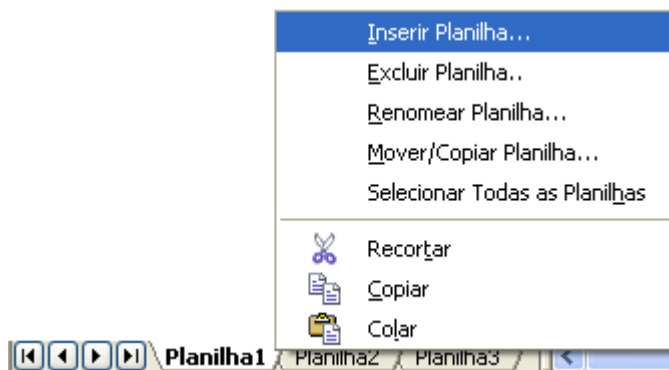 Inserir Planilha...
Excluir Planilha..
Renomear Planilha...
Mover/Copiar Planilha...
Selecionar Todas as Planilhas
Recortar
Copiar
Colar
Planilha1 Planilha2 Planilha3